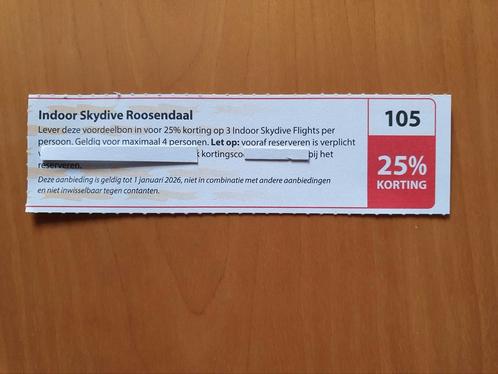 Indoor Skydive Roosendaal
Lever deze voordeelbon in voor 25% korting op 3 Indoor Skydive Flights per
persoon. Geldig voor maximaal 4 personen. Let op: vooraf reserveren is verplicht
kortingsco bij het
reserveren.
Deze aanbieding is geldig tot 1 januari 2026, niet in combinatie met andere aanbiedingen
en niet inwisselbaar tegen contanten.
105
25%
KORTING